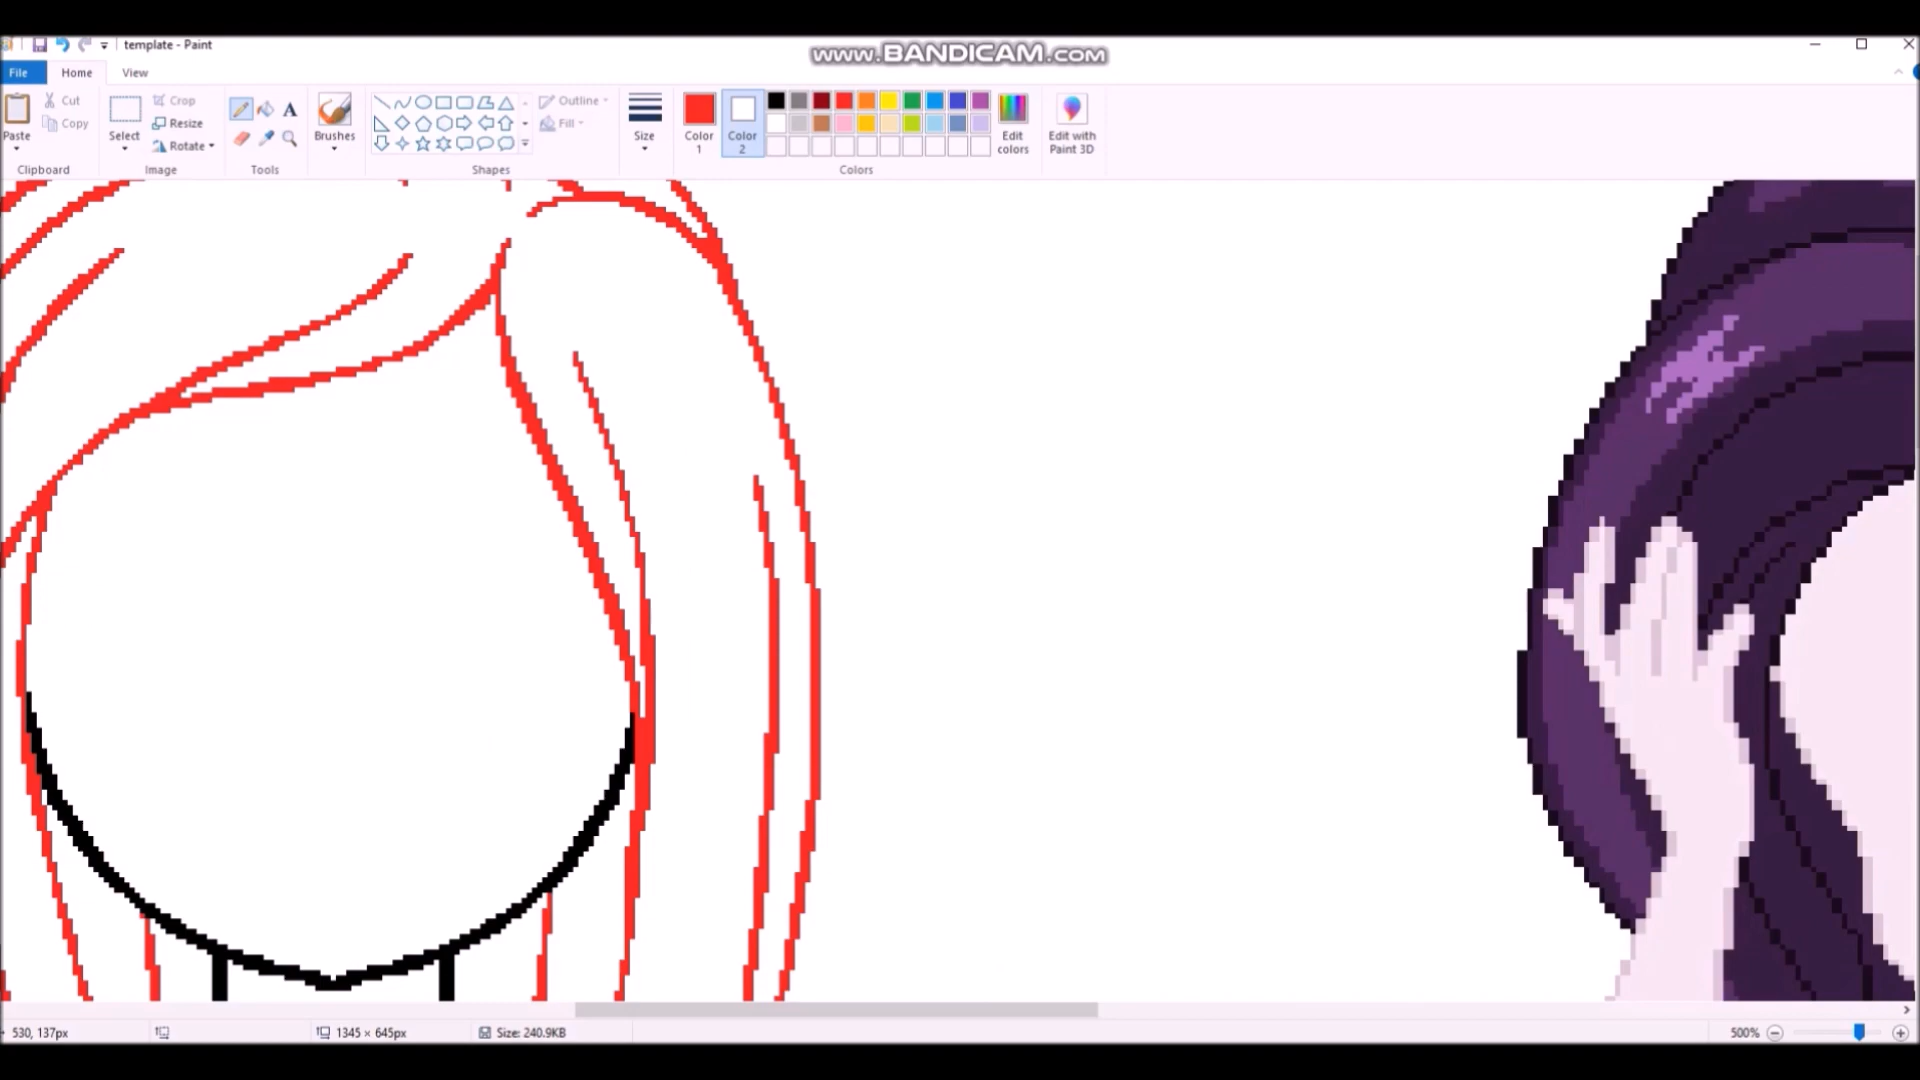 template - Paint
www.BANDICAM.com
File
Home
View
Cut
Copy
Paste
Clipboard
Select
Crop
Resize
Rotate
Image
A
Tools
Brushes
Outline
Fill
Shapes
Size
Color 1
Color 2
Edit colors
Colors
Edit with Paint 3D
530, 137px
1345 × 645px
Size: 240.9KB
500%